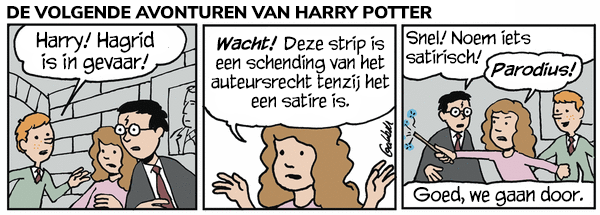 DE VOLGENDE AVONTUREN VAN HARRY POTTER
Harry! Hagrid
is in gevaar!
Wacht! Deze strip is
een schending van het
auteursrecht tenzij het
een satire is.
Snel! Noem iets
satirisch!
Parodius!
Goed, we gaan door.